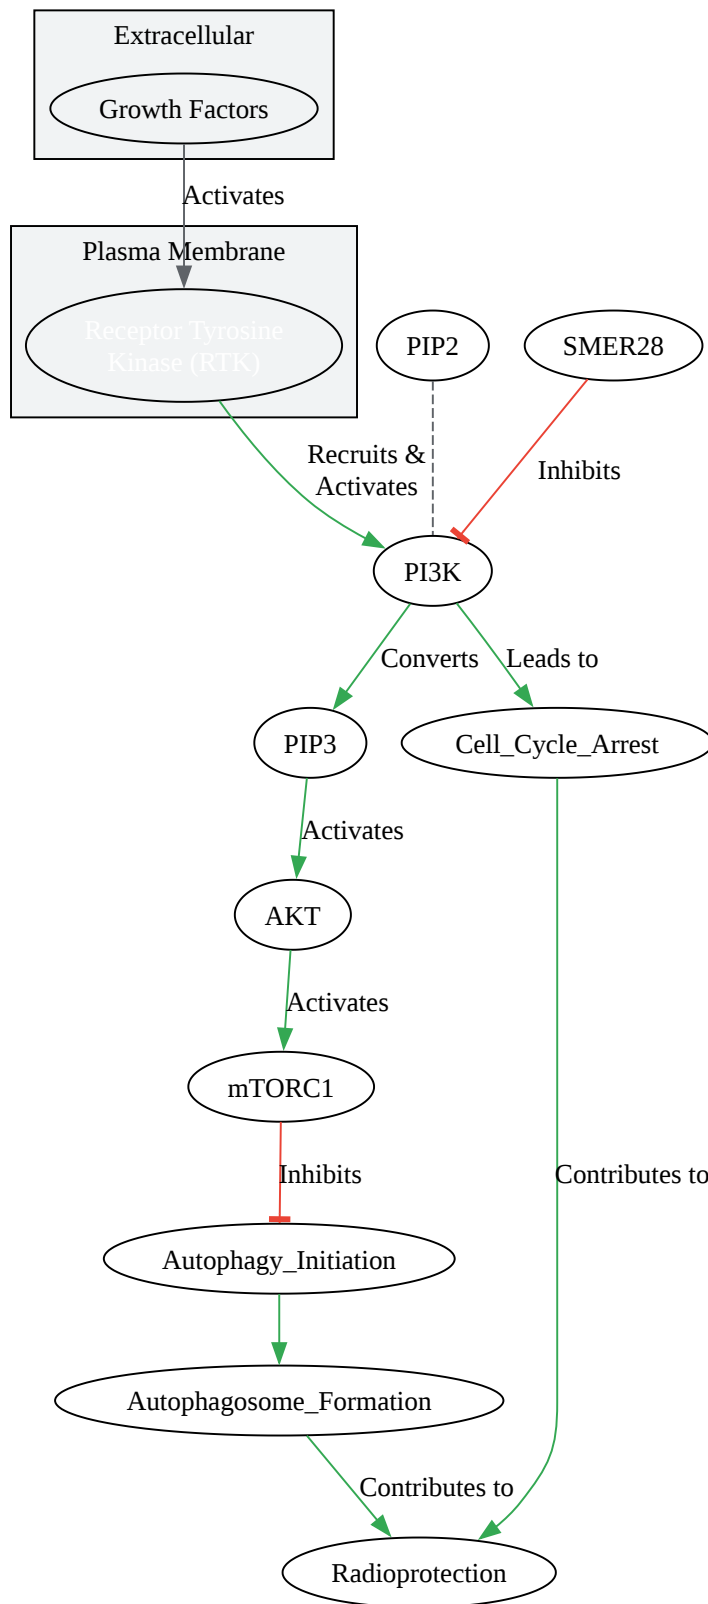 Extracellular
Growth Factors
Activates
Plasma Membrane
Receptor Tyrosine
Kinase (RTK)
PIP2
SMER28
Recruits &
Activates
Inhibits
PI3K
Converts
Leads to
PIP3
Cell_Cycle_Arrest
Activates
AKT
Activates
mTORC1
Inhibits
Contributes to
Autophagy_Initiation
Autophagosome_Formation
Contributes to
Radioprotection